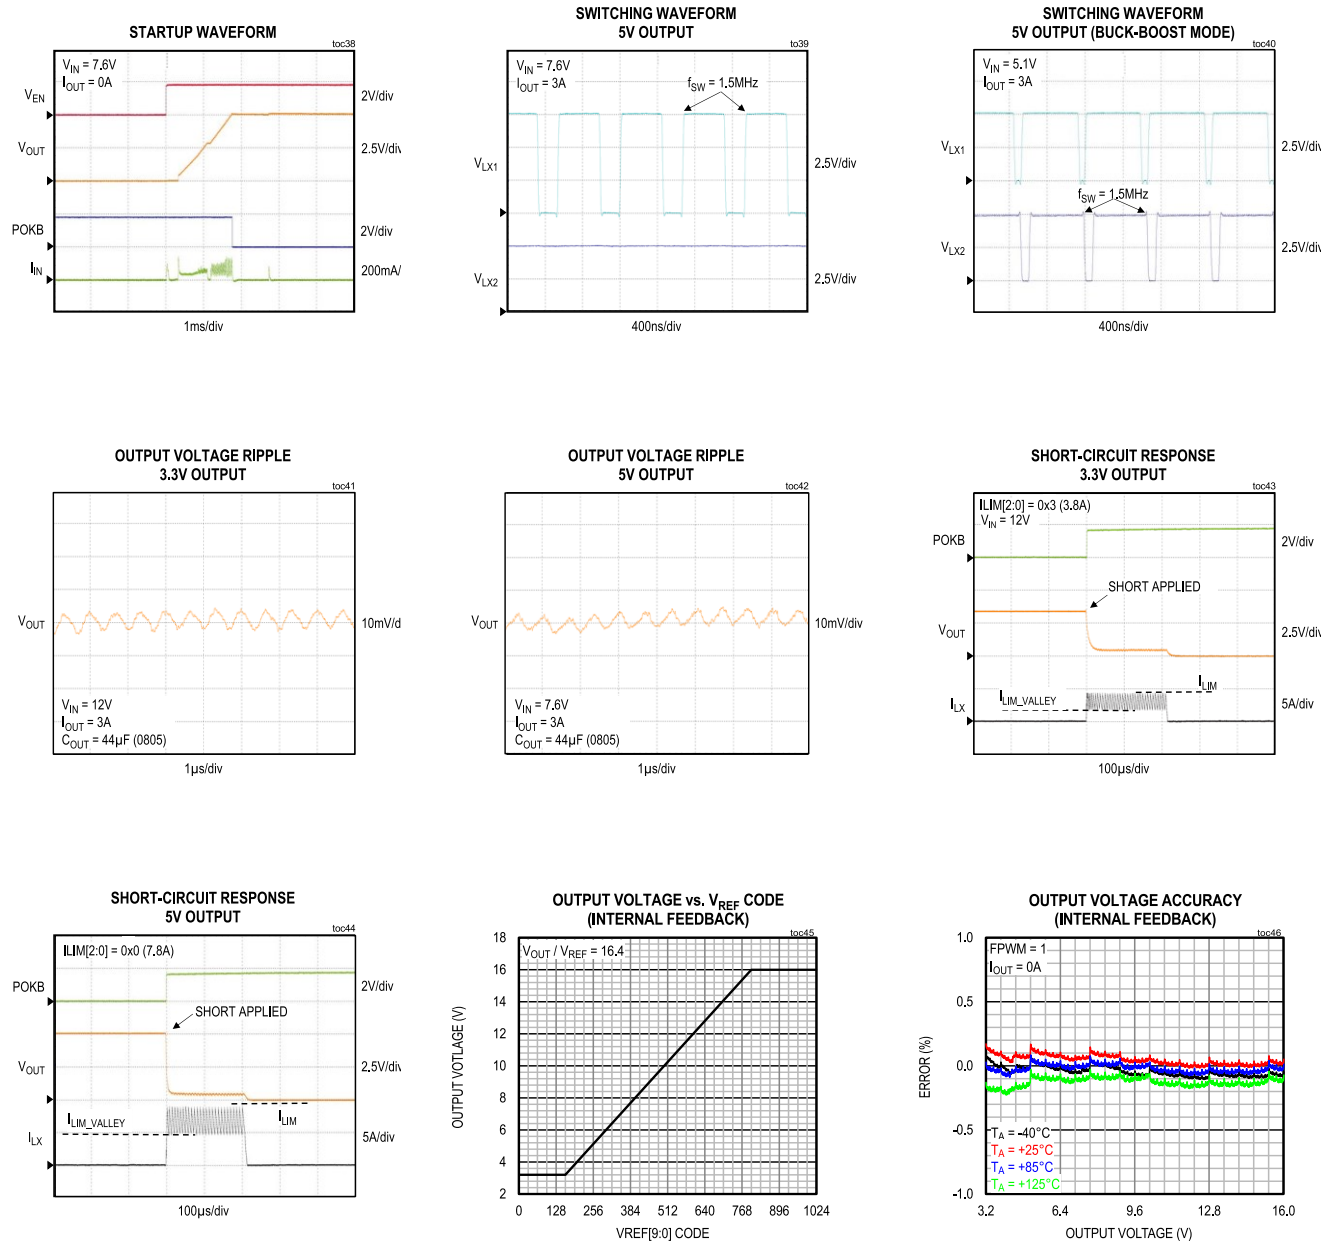 STARTUP WAVEFORM
toc38
VIN = 7.6V
IOUT = 0A
VEN
2V/div
VOUT
2.5V/div
POKB
2V/div
IIN
200mA/
1ms/div
SWITCHING WAVEFORM
5V OUTPUT
to39
VIN = 7.6V
IOUT = 3A
fSW = 1.5MHz
VLX1
2.5V/div
VLX2
2.5V/div
400ns/div
SWITCHING WAVEFORM
5V OUTPUT (BUCK-BOOST MODE)
toc40
VIN = 5.1V
IOUT = 3A
VLX1
2.5V/div
fSW = 1.5MHz
VLX2
2.5V/div
400ns/div
OUTPUT VOLTAGE RIPPLE
3.3V OUTPUT
toc41
VOUT
10mV/d
VIN = 12V
IOUT = 3A
COUT = 44µF (0805)
1µs/div
OUTPUT VOLTAGE RIPPLE
5V OUTPUT
toc42
VOUT
10mV/div
VIN = 7.6V
IOUT = 3A
COUT = 44µF (0805)
1µs/div
SHORT-CIRCUIT RESPONSE
3.3V OUTPUT
toc43
ILIM[2:0] = 0x3 (3.8A)
VIN = 12V
POKB
2V/div
SHORT APPLIED
VOUT
2.5V/div
ILIM
ILIM_VALLEY
ILX
5A/div
100µs/div
SHORT-CIRCUIT RESPONSE
5V OUTPUT
toc44
ILIM[2:0] = 0x0 (7.8A)
POKB
2V/div
SHORT APPLIED
VOUT
2.5V/div
ILIM_VALLEY
ILIM
ILX
5A/div
100µs/div
OUTPUT VOLTAGE vs. VREF CODE
(INTERNAL FEEDBACK)
toc45
VOUT / VREF = 16.4
18
16
14
12
10
8
6
4
2
OUTPUT VOTLAGE (V)
0 128 256 384 512 640 768 896 1024
VREF[9:0] CODE
OUTPUT VOLTAGE ACCURACY
(INTERNAL FEEDBACK)
toc46
FPWM = 1
IOUT = 0A
1.0
0.5
0.0
-0.5
-1.0
ERROR (%)
TA = -40°C
TA = +25°C
TA = +85°C
TA = +125°C
3.2 6.4 9.6 12.8 16.0
OUTPUT VOLTAGE (V)